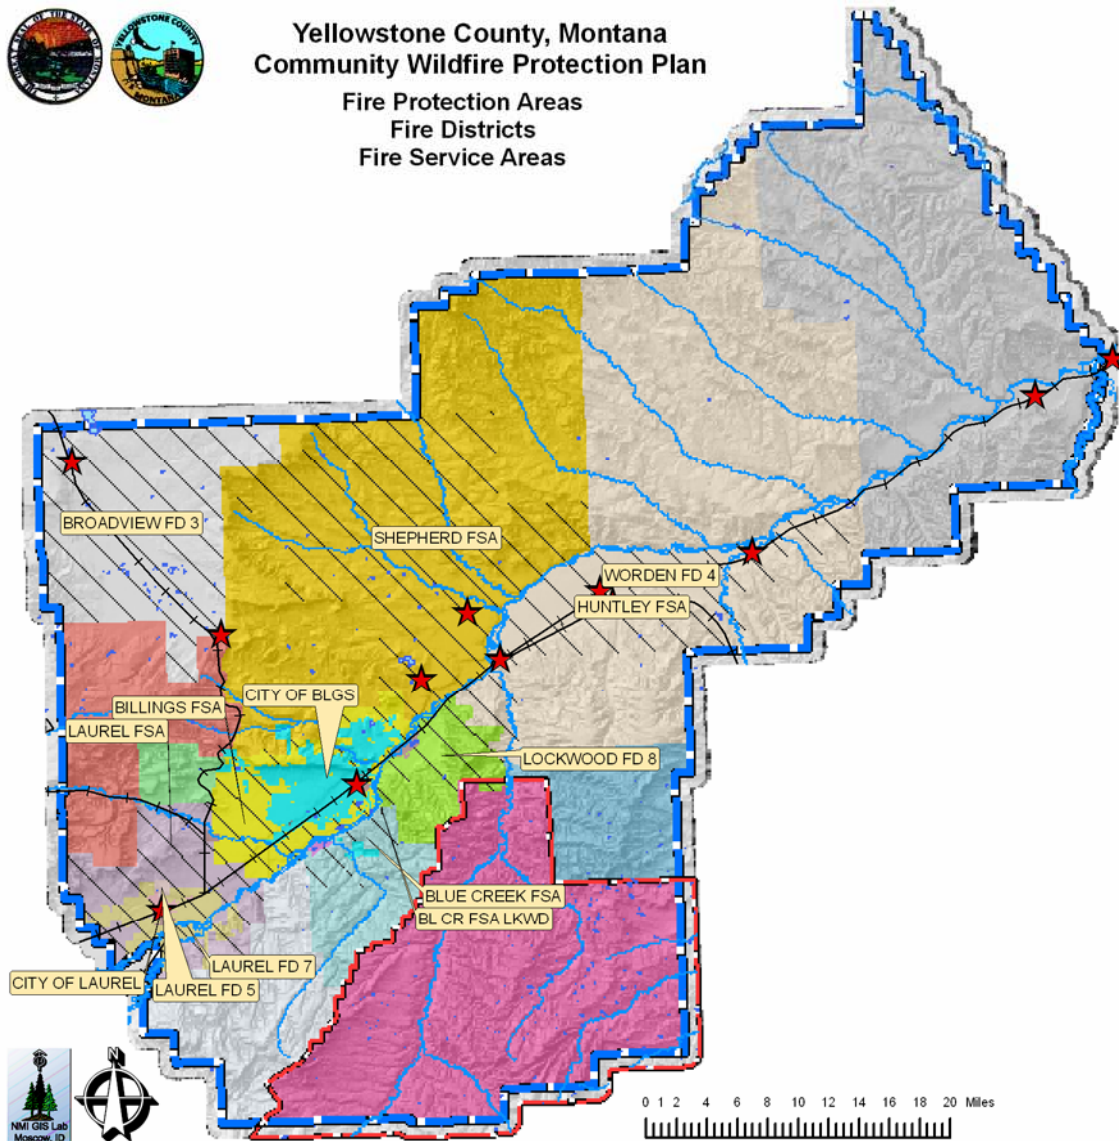 Yellowstone County, Montana
Community Wildfire Protection Plan
Fire Protection Areas
Fire Districts
Fire Service Areas
YELLOWSTONE COUNTY
MONTANA
BROADVIEW FD 3
SHEPHERD FSA
WORDEN FD 4
HUNTLEY FSA
CITY OF BLGS
BILLINGS FSA
LAUREL FSA
LOCKWOOD FD 8
BLUE CREEK FSA
BL CR FSA LKWD
LAUREL FD 7
CITY OF LAUREL
LAUREL FD 5
N
NMI GIS Lab
Moscow, ID
0 1 2 4 6 8 10 12 14 16 18 20 Miles